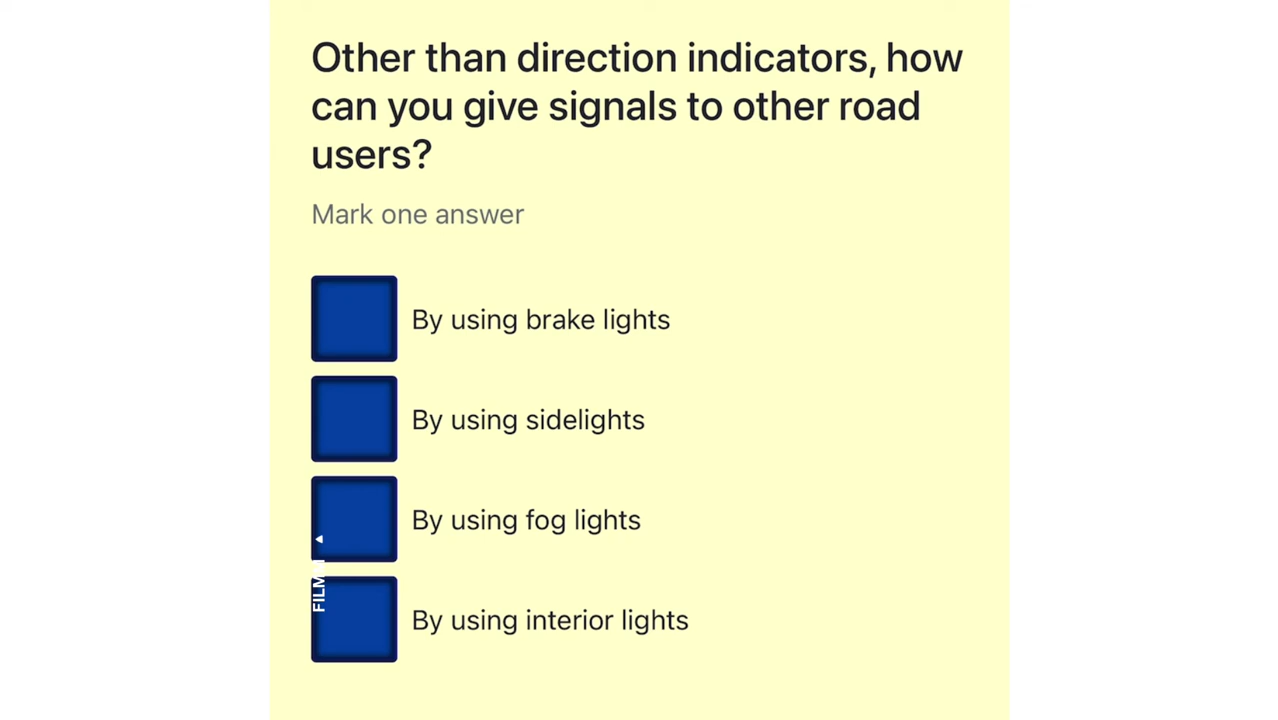 Other than direction indicators, how
can you give signals to other road
users?
Mark one answer
By using brake lights
By using sidelights
By using fog lights
By using interior lights